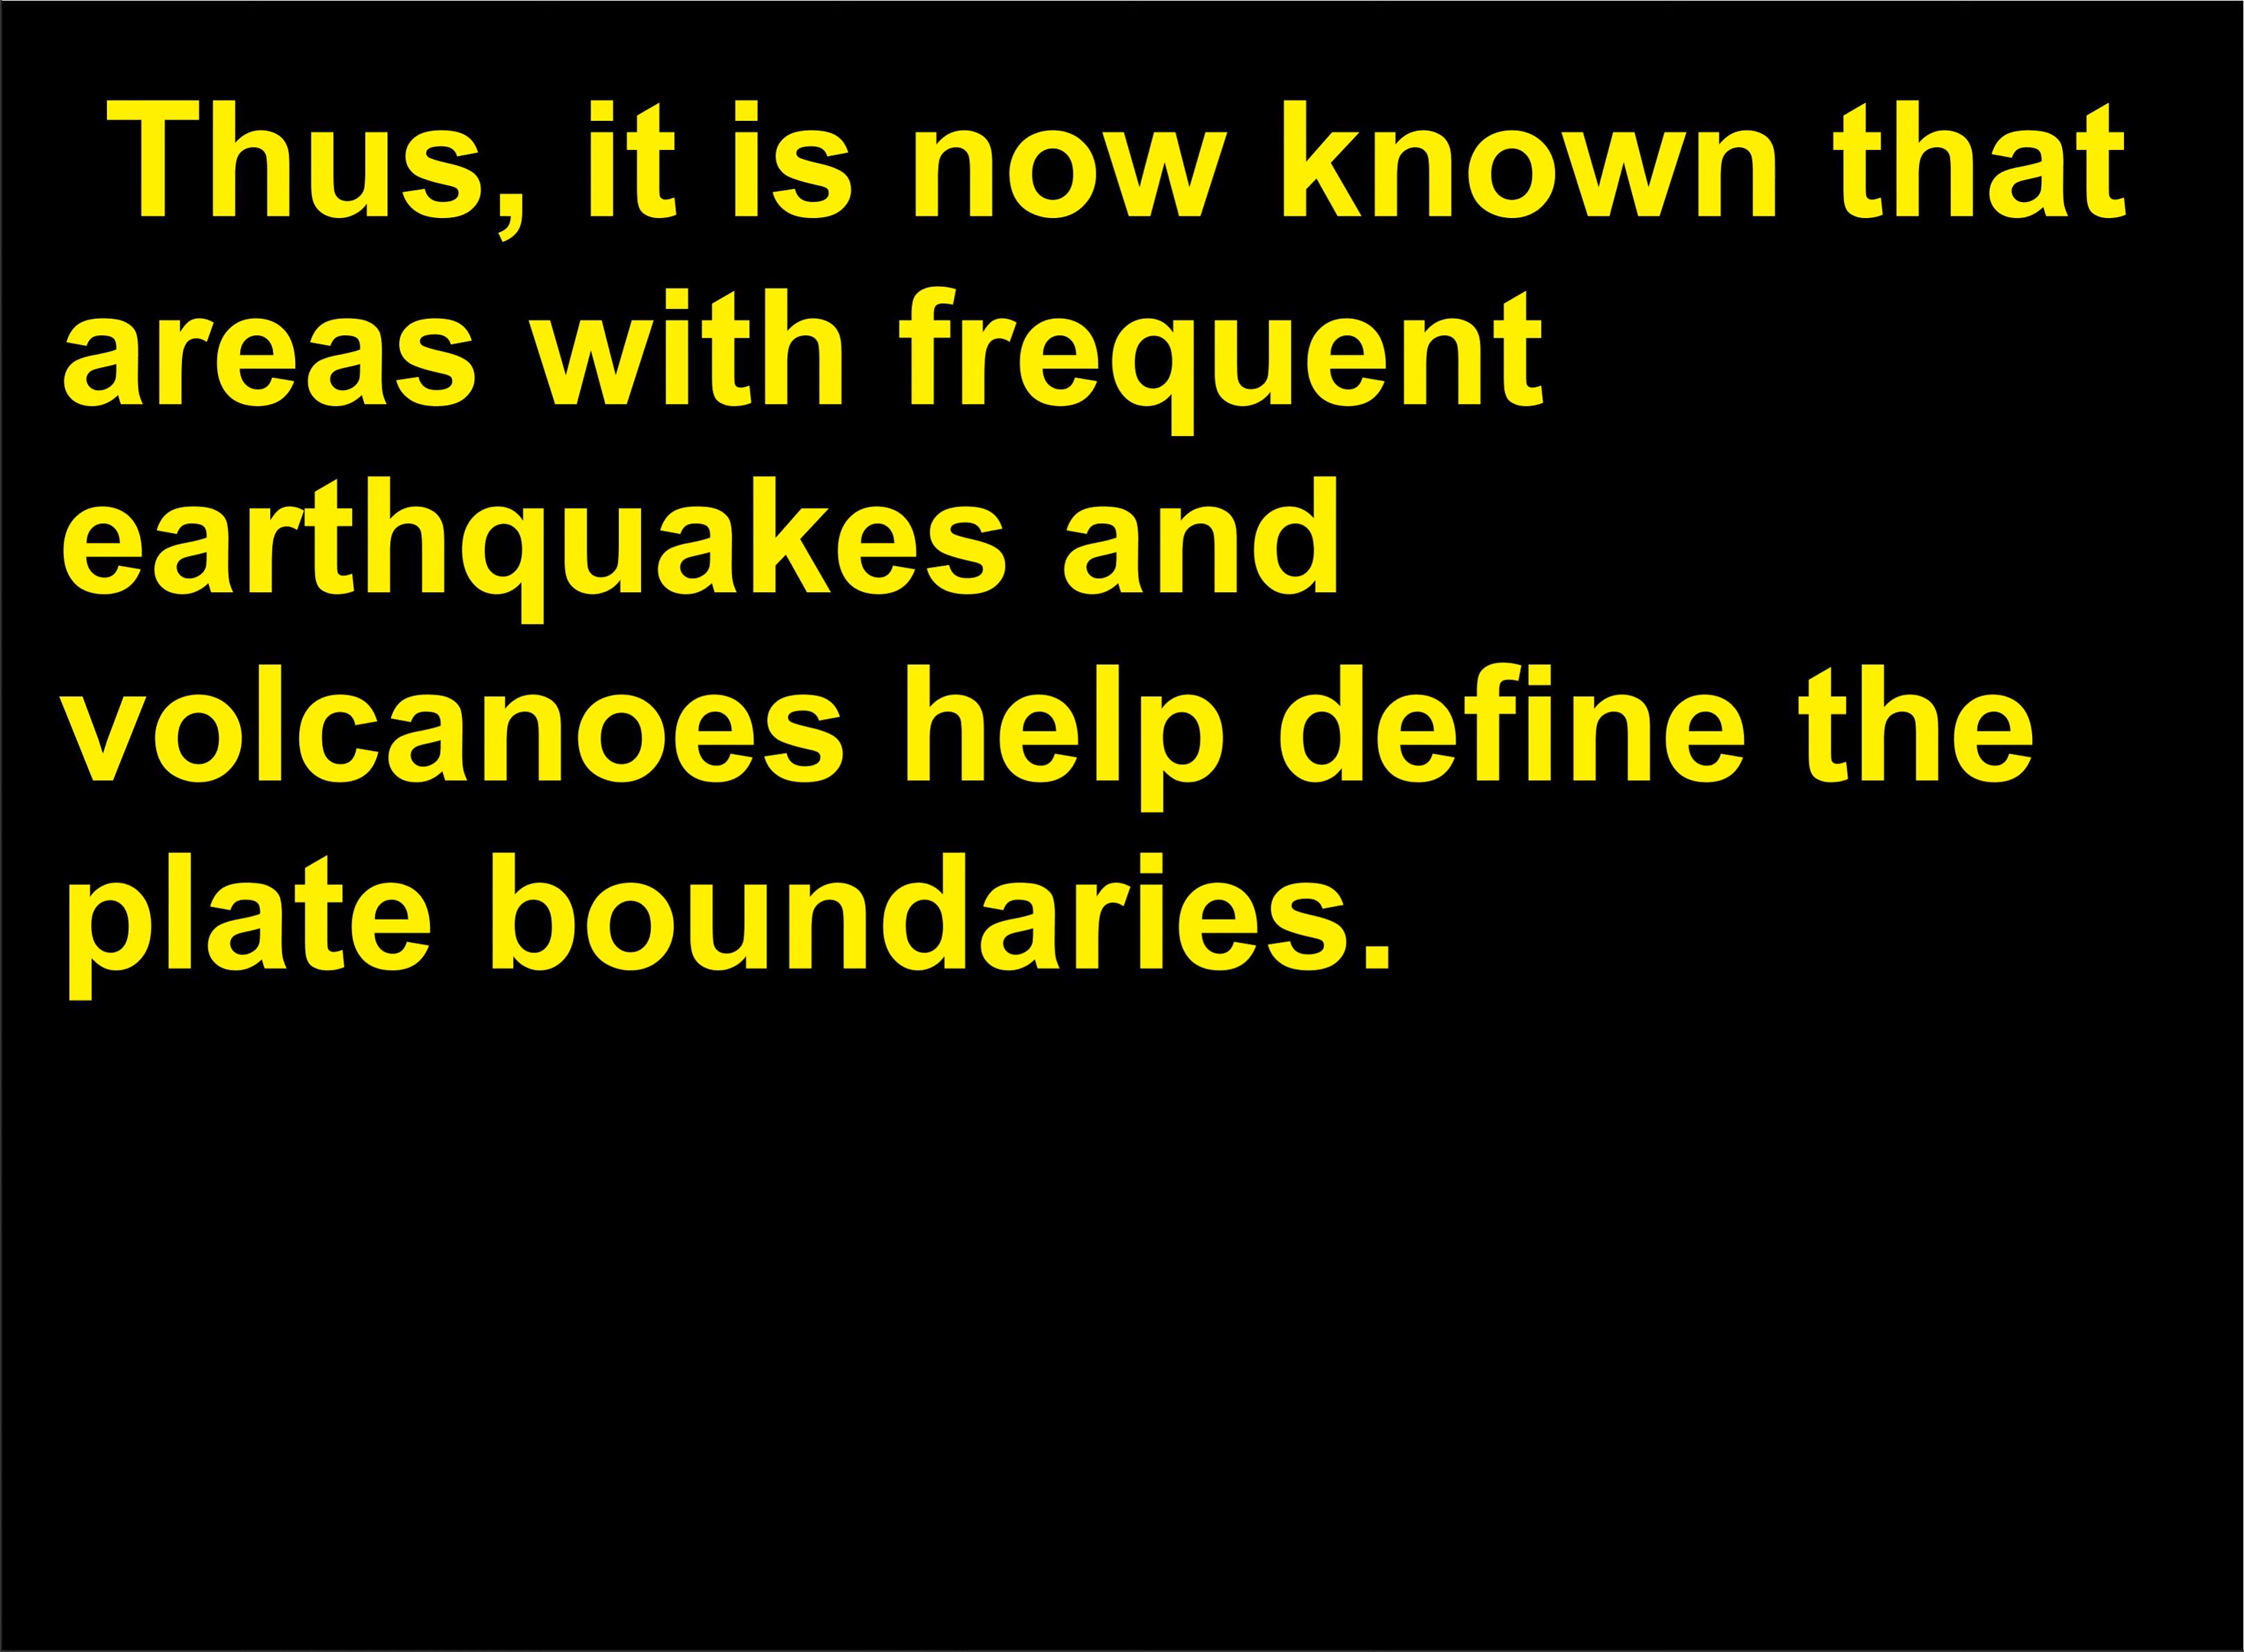 Thus, it is now known that
areas with frequent
earthquakes and
volcanoes help define the
plate boundaries.